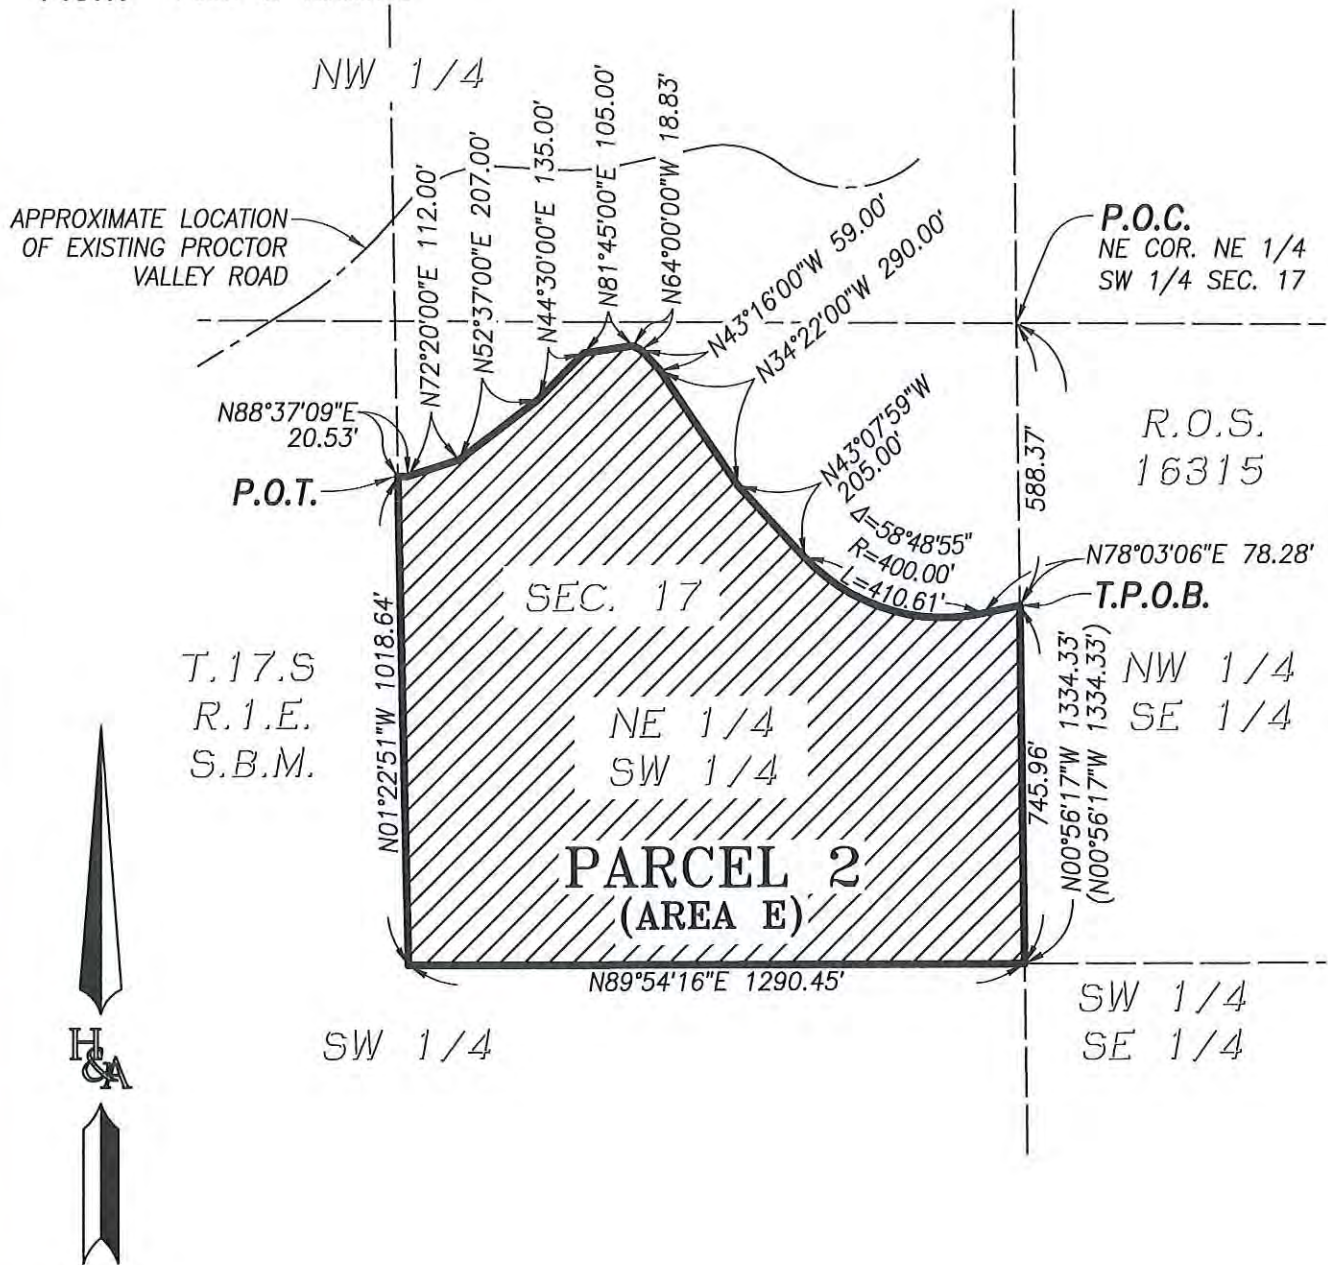 NW 1/4
N72°20'00"E 112.00'
N52°37'00"E 207.00'
N44°30'00"E 135.00'
N81°45'00"E 105.00'
N64°00'00"W 18.83'
N43°16'00"W 59.00'
N34°22'00"W 290.00'
APPROXIMATE LOCATION
OF EXISTING PROCTOR
VALLEY ROAD
P.O.C.
NE COR. NE 1/4
SW 1/4 SEC. 17
N88°37'09"E
20.53'
P.O.T.
N43°07'59"W
205.00'
Δ=58°48'55"
R=400.00'
L=410.61'
R.O.S.
16315
588.37'
N78°03'06"E 78.28'
T.P.O.B.
SEC. 17
N01°22'51"W 1018.64'
T.17.S
R.1.E.
S.B.M.
NE 1/4
SW 1/4
NW 1/4
SE 1/4
745.96'
N00°56'17"W 1334.33'
(N00°56'17"W 1334.33')
PARCEL 2
(AREA E)
N89°54'16"E 1290.45'
SW 1/4
SW 1/4
SE 1/4
H&A